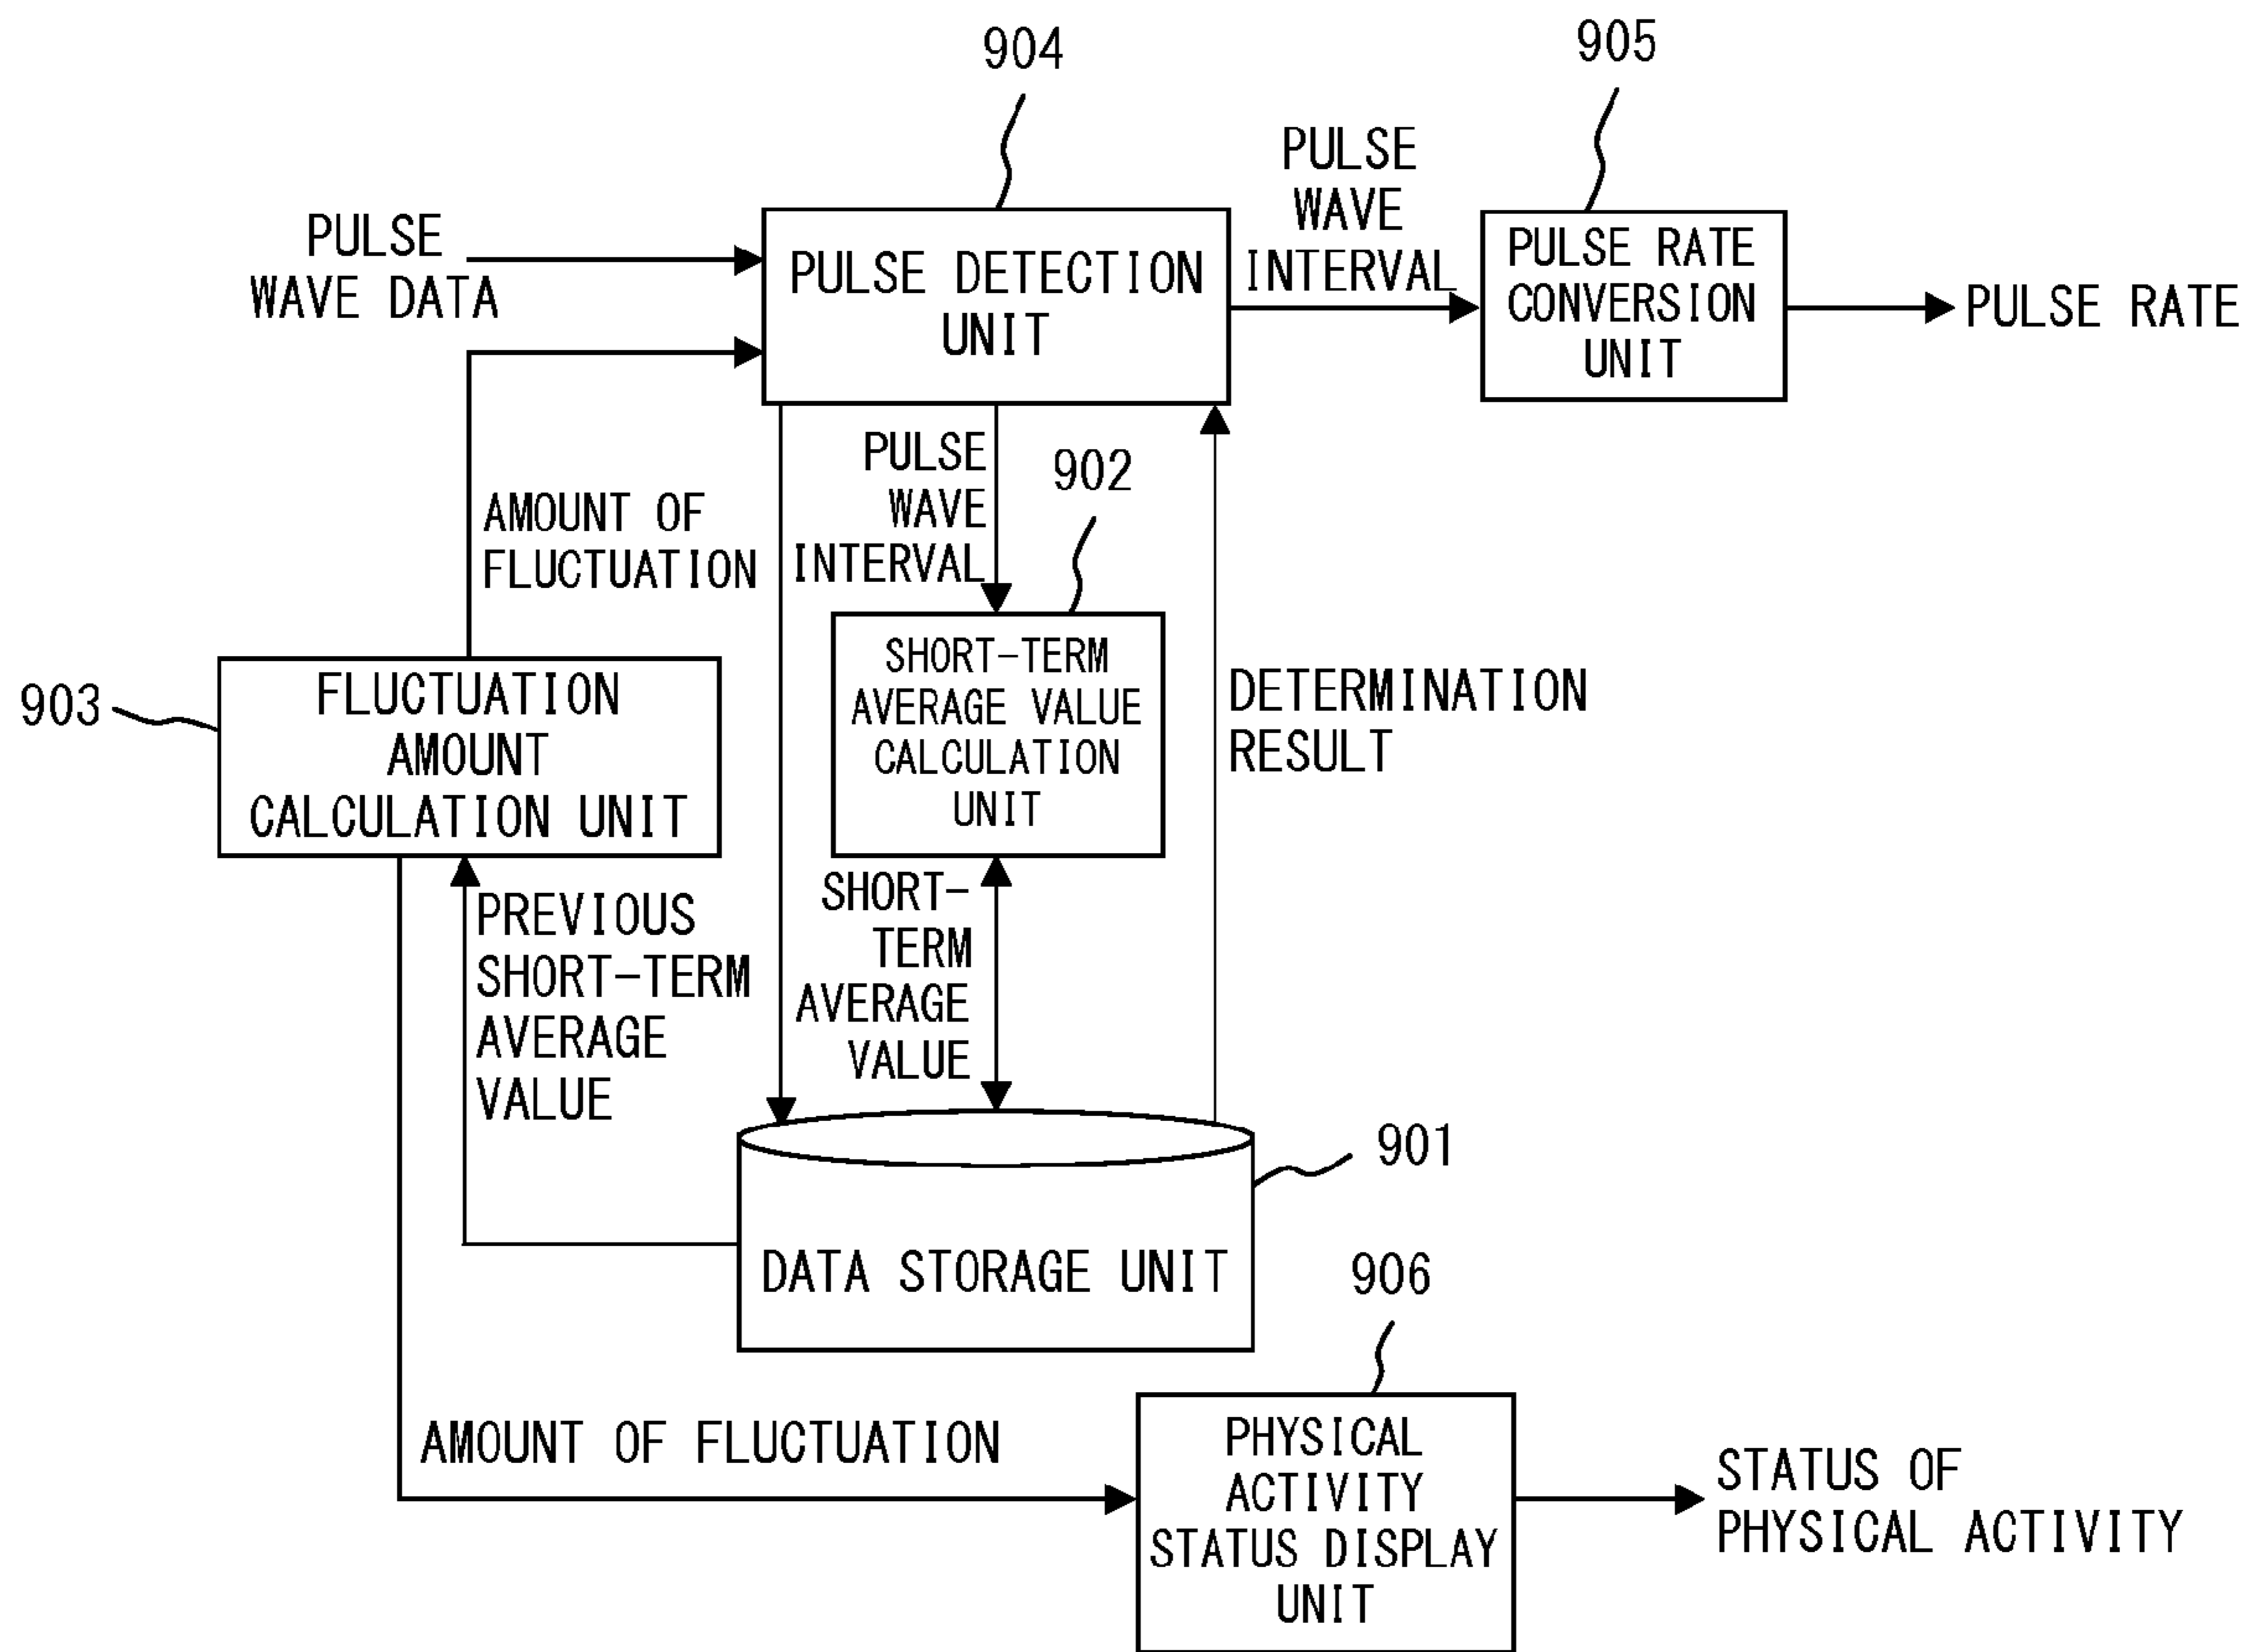 904
905
PULSE
WAVE DATA
PULSE DETECTION
UNIT
PULSE
WAVE
INTERVAL
PULSE RATE
CONVERSION
UNIT
PULSE RATE
AMOUNT OF
FLUCTUATION
PULSE
WAVE
INTERVAL
902
903
FLUCTUATION
AMOUNT
CALCULATION UNIT
SHORT-TERM
AVERAGE VALUE
CALCULATION
UNIT
DETERMINATION
RESULT
PREVIOUS
SHORT-TERM
AVERAGE
VALUE
SHORT-
TERM
AVERAGE
VALUE
901
DATA STORAGE UNIT
906
AMOUNT OF FLUCTUATION
PHYSICAL
ACTIVITY
STATUS DISPLAY
UNIT
STATUS OF
PHYSICAL ACTIVITY